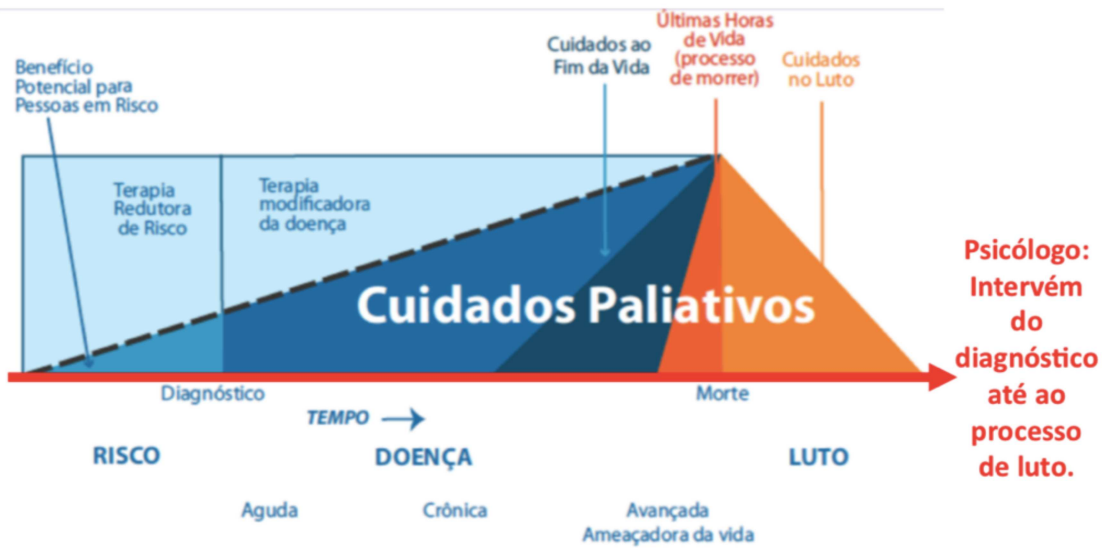 Benefício
Potencial para
Pessoas em Risco
Cuidados ao
Fim da Vida
Últimas Horas
de Vida
(processo
de morrer)
Cuidados
no Luto
Terapia
Redutora
de Risco
Terapia
modificadora
da doença
Cuidados Paliativos
Psicólogo:
Intervém
do
diagnóstico
até ao
processo
de luto.
Diagnóstico
Morte
TEMPO
RISCO
DOENÇA
LUTO
Aguda
Crônica
Avançada
Ameaçadora da vida